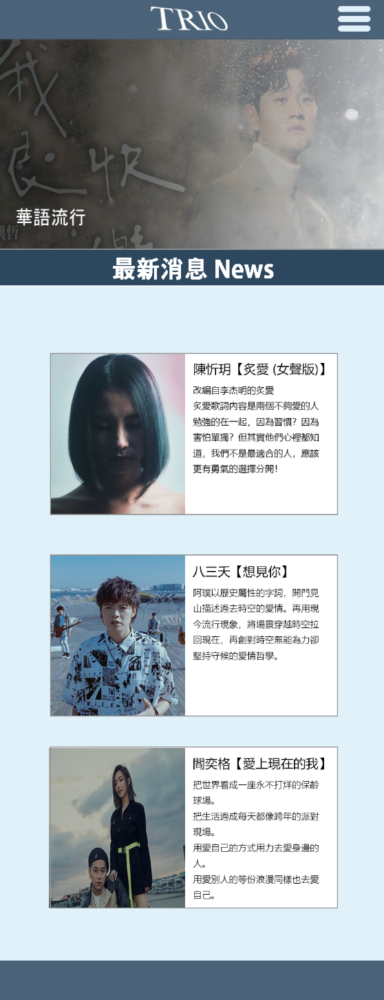 TRIO
我
良快
樂
興哲
華語流行
最新消息 News
陳忻玥【炙愛 (女聲版)】
改編自李杰明的炙愛
炙愛歌詞內容是兩個不夠愛的人
勉強的在一起，因為習慣？因為
害怕單獨？但其實他們心裡都知
道，我們不是最適合的人，應該
更有勇氣的選擇分開！
八三夭【想見你】
阿璞以歷史屬性的字詞，開門見
山描述過去時空的愛情。再用現
今流行現象，將場景穿越時空拉
回現在，再創對時空無能為力卻
堅持守候的愛情哲學。
閻奕格【愛上現在的我】
把世界看成一座永不打烊的保齡
球場。
把生活過成每天都像跨年的派對
現場。
用愛自己的方式用力去愛身邊的
人。
用愛別人的等份浪漫同樣也去愛
自己。